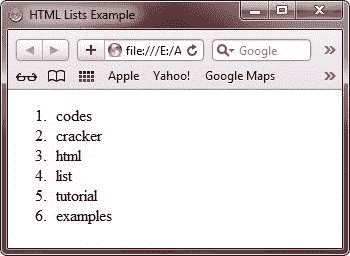 HTML Lists Example
file:///E:/A
Google
Apple Yahoo! Google Maps
1. codes
2. cracker
3. html
4. list
5. tutorial
6. examples